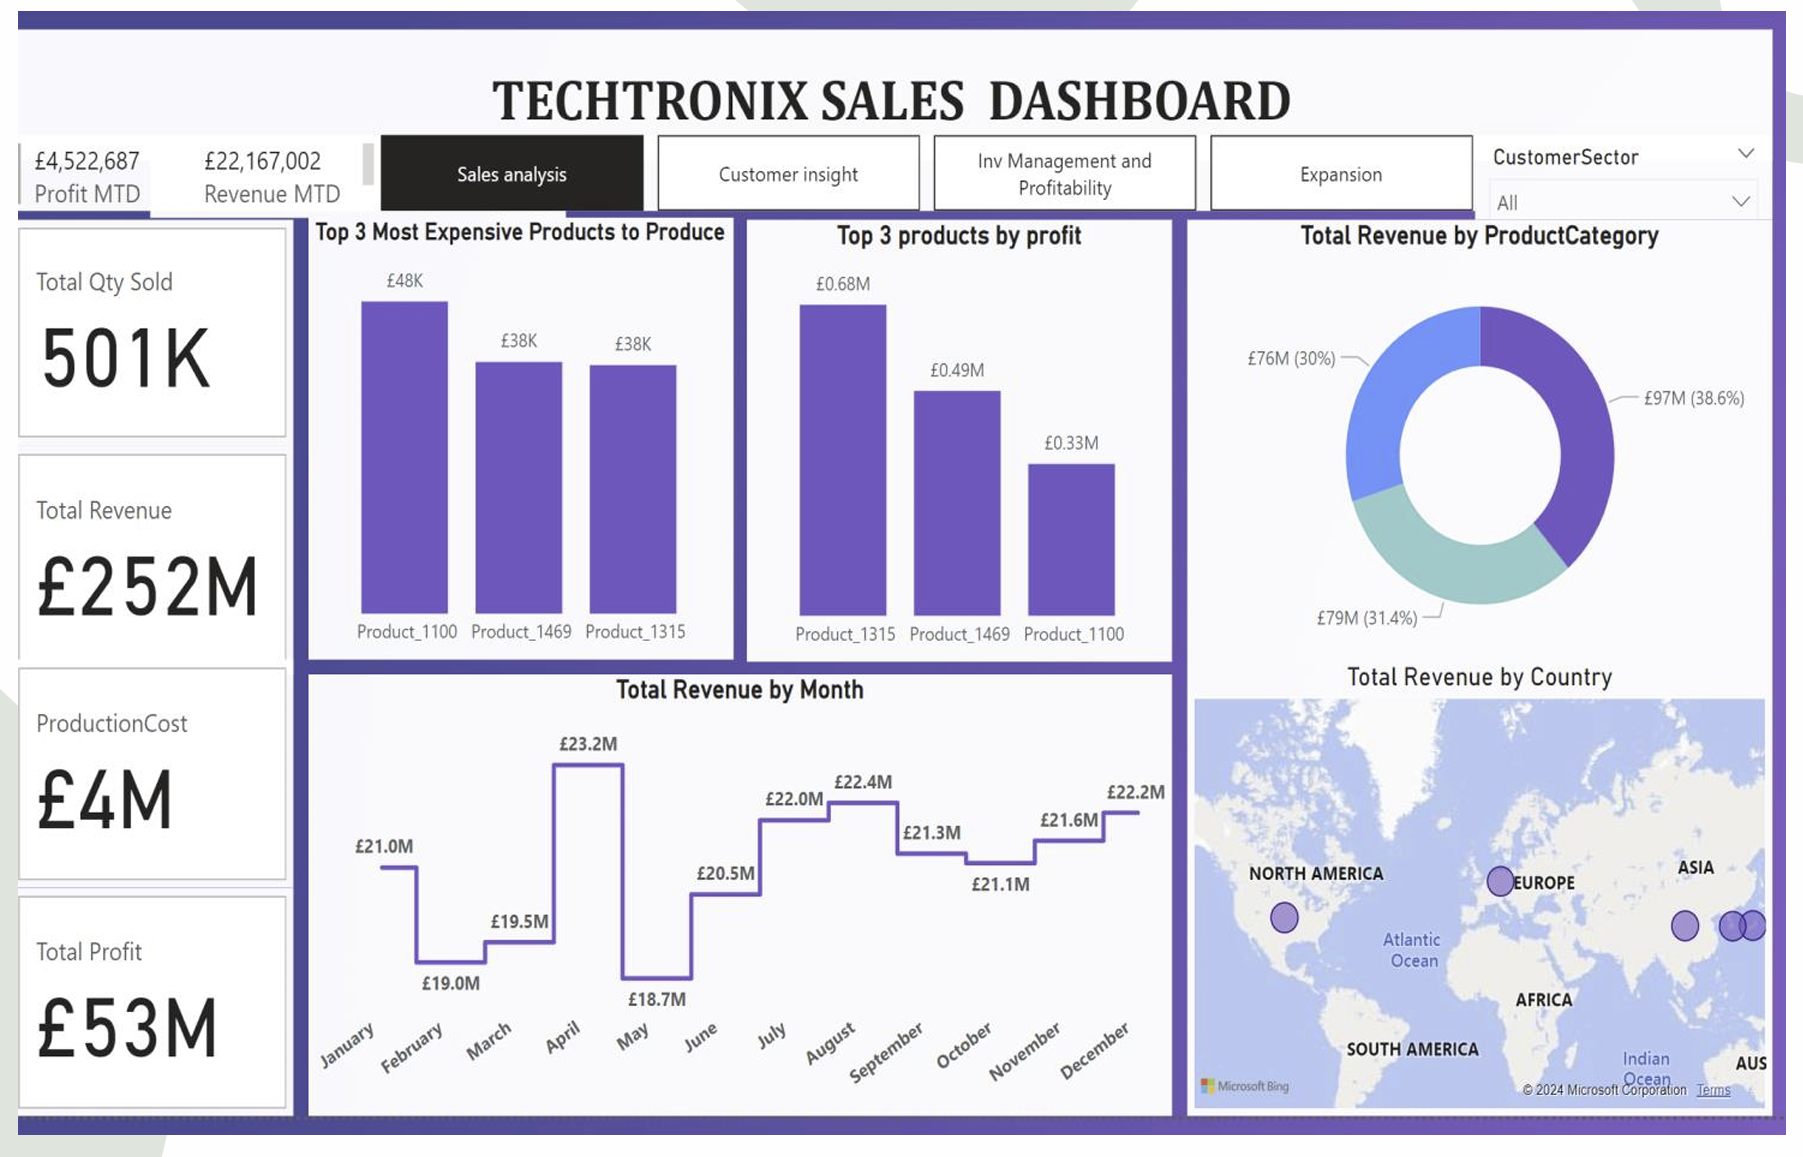 TECHTRONIX SALES DASHBOARD
£4,522,687
Profit MTD
£22,167,002
Revenue MTD
Sales analysis
Customer insight
Inv Management and
Profitability
Expansion
CustomerSector
All
Total Qty Sold
501K
Total Revenue
£252M
ProductionCost
£4M
Total Profit
£53M
Top 3 Most Expensive Products to Produce
£48K
£38K
£38K
Product_1100 Product_1469 Product_1315
Top 3 products by profit
£0.68M
£0.49M
£0.33M
Product_1315 Product_1469 Product_1100
Total Revenue by ProductCategory
£76M (30%)
£97M (38.6%)
£79M (31.4%)
Total Revenue by Month
£21.0M
£19.0M
£19.5M
£23.2M
£18.7M
£20.5M
£22.0M
£22.4M
£21.3M
£21.1M
£21.6M
£22.2M
January
February
March
April
May
June
July
August
September
October
November
December
Total Revenue by Country
NORTH AMERICA
EUROPE
ASIA
Atlantic
Ocean
AFRICA
SOUTH AMERICA
Indian
Ocean
AUS
Microsoft Bing
© 2024 Microsoft Corporation Terms